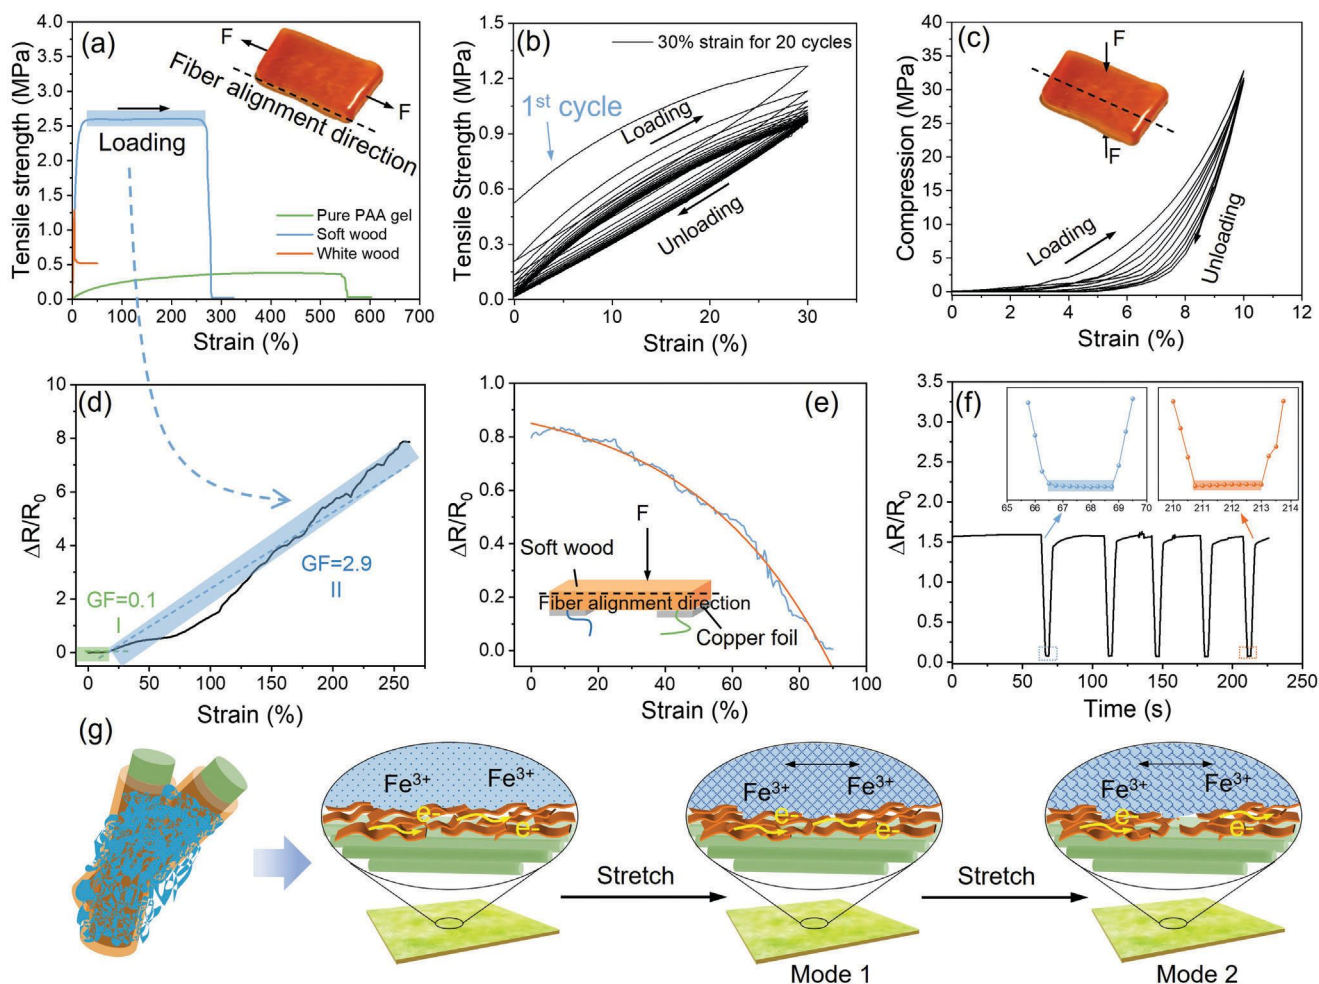 (a)
F
F
Fiber alignment direction
Loading
Pure PAA gel
Soft wood
White wood
4.0
3.5
3.0
2.5
2.0
1.5
1.0
0.5
0.0
0 100 200 300 400 500 600 700
Tensile strength (MPa)
Strain (%)
(b)
30% strain for 20 cycles
1st cycle
Loading
Unloading
1.5
1.2
0.9
0.6
0.3
0.0
0 10 20 30
Tensile Strength (MPa)
Strain (%)
(c)
F
F
Loading
Unloading
40
35
30
25
20
15
10
5
0
0 2 4 6 8 10 12
Compression (MPa)
Strain (%)
(d)
GF=0.1
I
GF=2.9
II
10
8
6
4
2
0
0 50 100 150 200 250
ΔR/R0
Strain (%)
(e)
F
Soft wood
Fiber alignment direction
Copper foil
1.0
0.8
0.6
0.4
0.2
0.0
0 20 40 60 80 100
ΔR/R0
Strain (%)
(f)
65 66 67 68 69 70
210 211 212 213 214
3.5
3.0
2.5
2.0
1.5
1.0
0.5
0.0
0 50 100 150 200 250
ΔR/R0
Time (s)
(g)
Fe3+
Fe3+
e-
e-
Stretch
Fe3+
Fe3+
e-
e-
Mode 1
Stretch
Fe3+
Fe3+
e-
e-
Mode 2